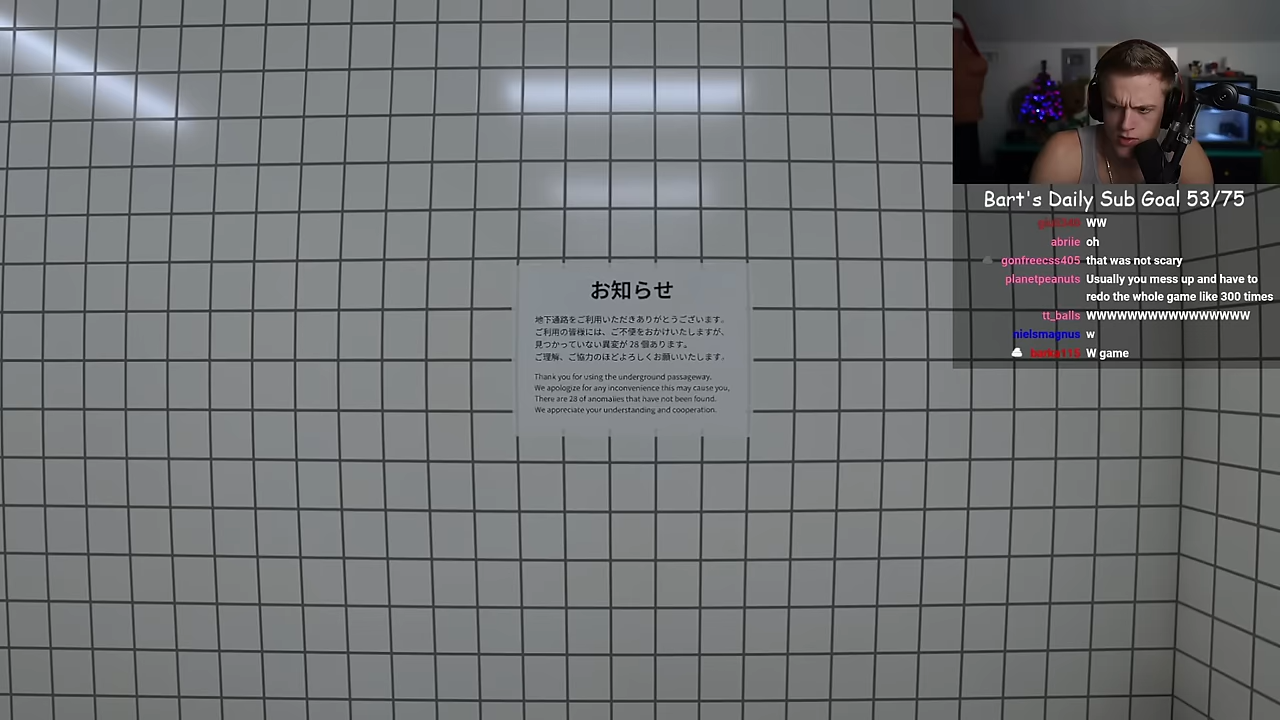 お知らせ
地下通路をご利用いただきありがとうございます。
ご利用の皆様には、ご不便をおかけいたしますが、
見つかっていない異変が 28 個あります。
ご理解、ご協力のほどよろしくお願いいたします。
Thank you for using the underground passageway.
We apologize for any inconvenience this may cause you,
There are 28 of anomalies that have not been found.
We appreciate your understanding and cooperation.
Bart's Daily Sub Goal 53/75
WW
abriie oh
gonfreecss405 that was not scary
planetpeanuts Usually you mess up and have to
redo the whole game like 300 times
tt_balls WWWWWWWWWWWWWWWW
nielsmagnus w
W game